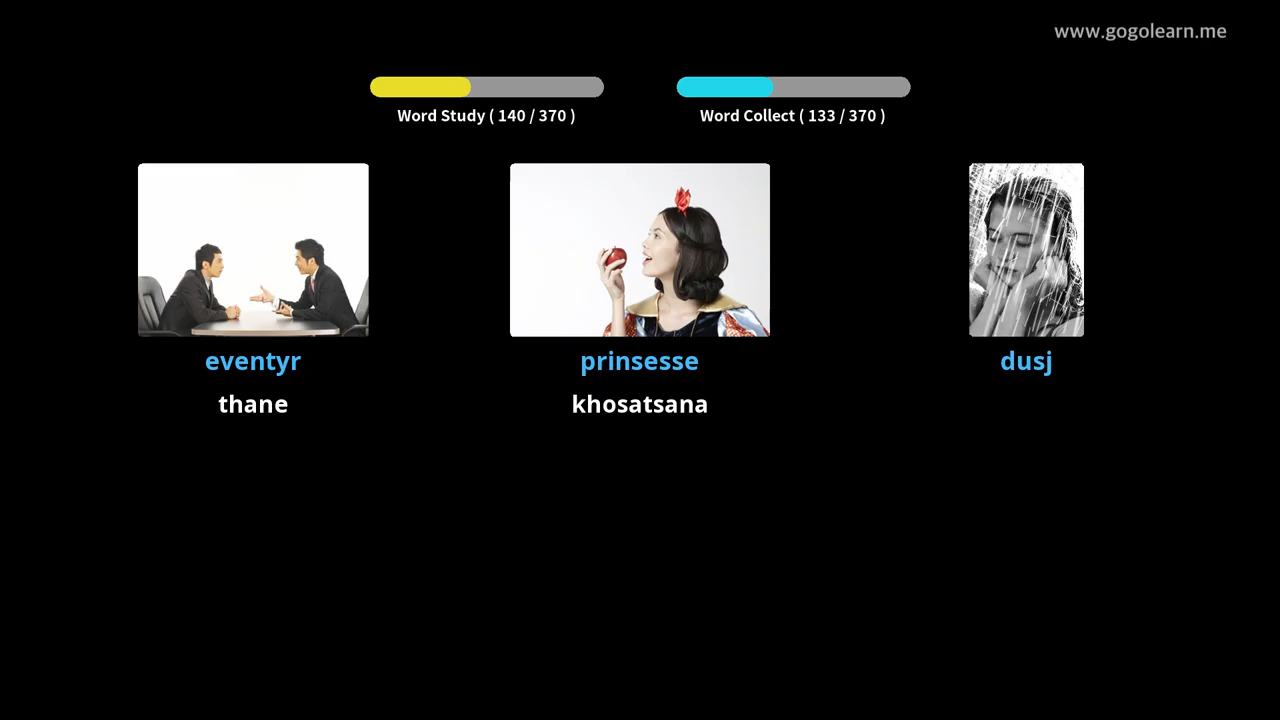 www.gogolearn.me
Word Study ( 140 / 370 )
Word Collect ( 133 / 370 )
eventyr
prinsesse
dusj
thane
khosatsana